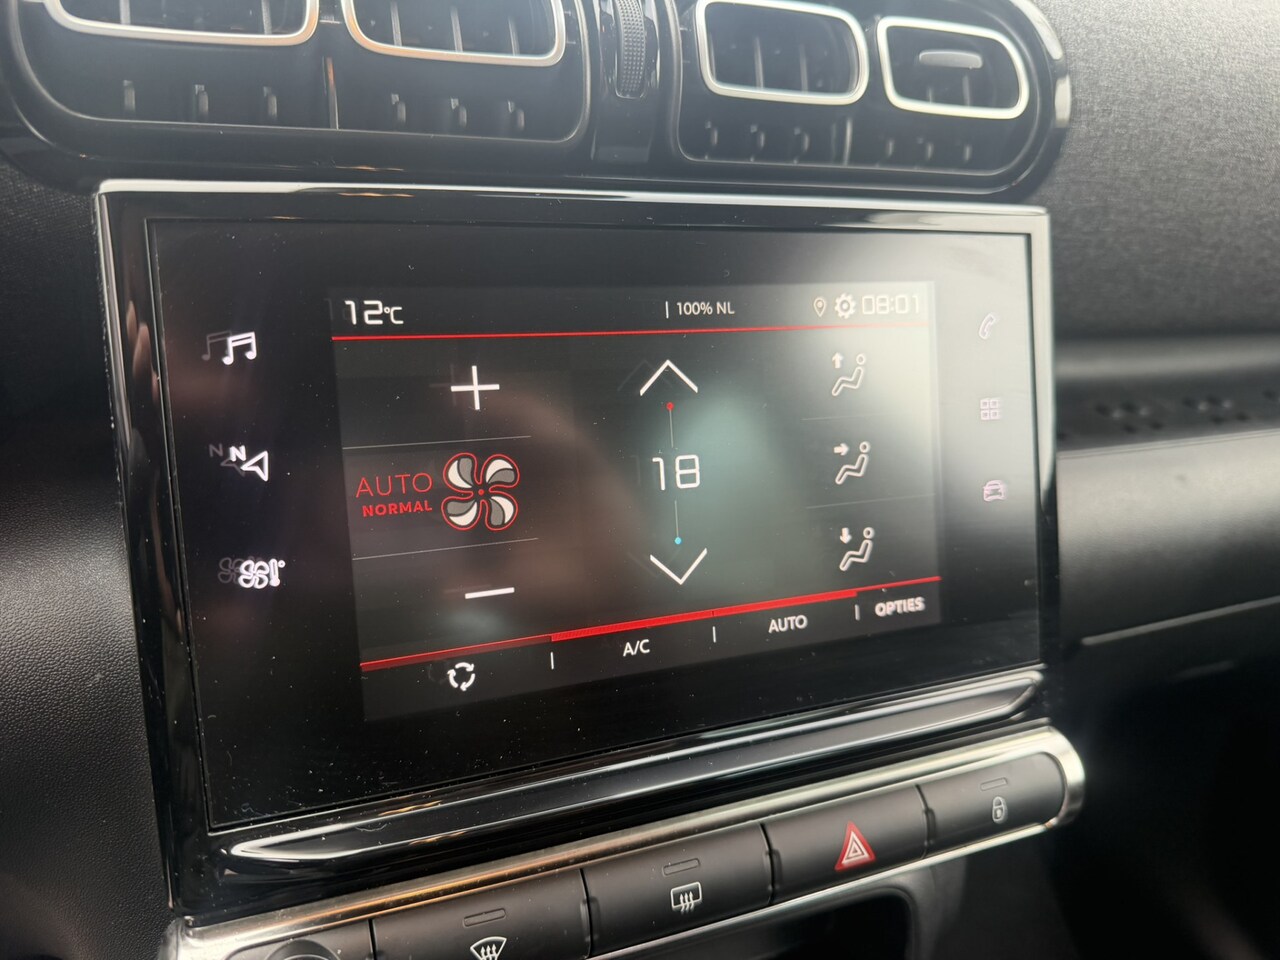 12°C | 100% NL 08:01
AUTO
NORMAL
18
N N
A/C | AUTO | OPTIES